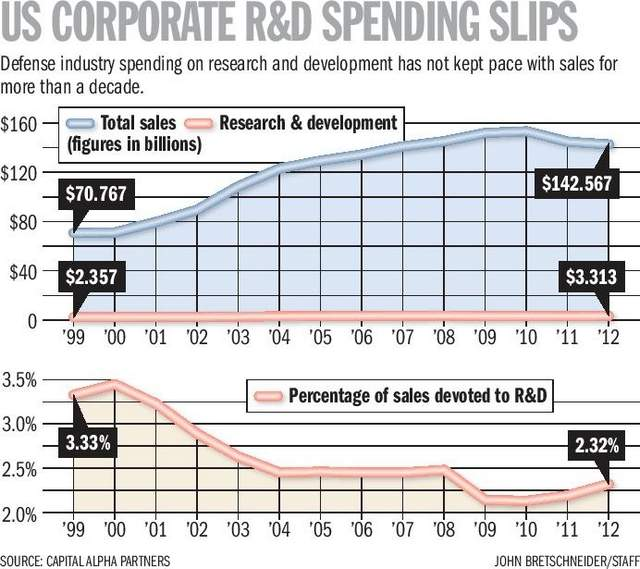 US CORPORATE R&D SPENDING SLIPS
Defense industry spending on research and development has not kept pace with sales for
more than a decade.
$160
Total sales Research & development
(figures in billions)
$120
$142.567
$70.767
$80
$40
$2.357
$3.313
0
'99 '00 '01 '02 '03 '04 '05 '06 '07 '08 '09 '10 '11 '12
3.5%
Percentage of sales devoted to R&D
3.0%
3.33%
2.32%
2.5%
2.0%
'99 '00 '01 '02 '03 '04 '05 '06 '07 '08 '09 '10 '11 '12
SOURCE: CAPITAL ALPHA PARTNERS JOHN BRETSCHNEIDER/STAFF